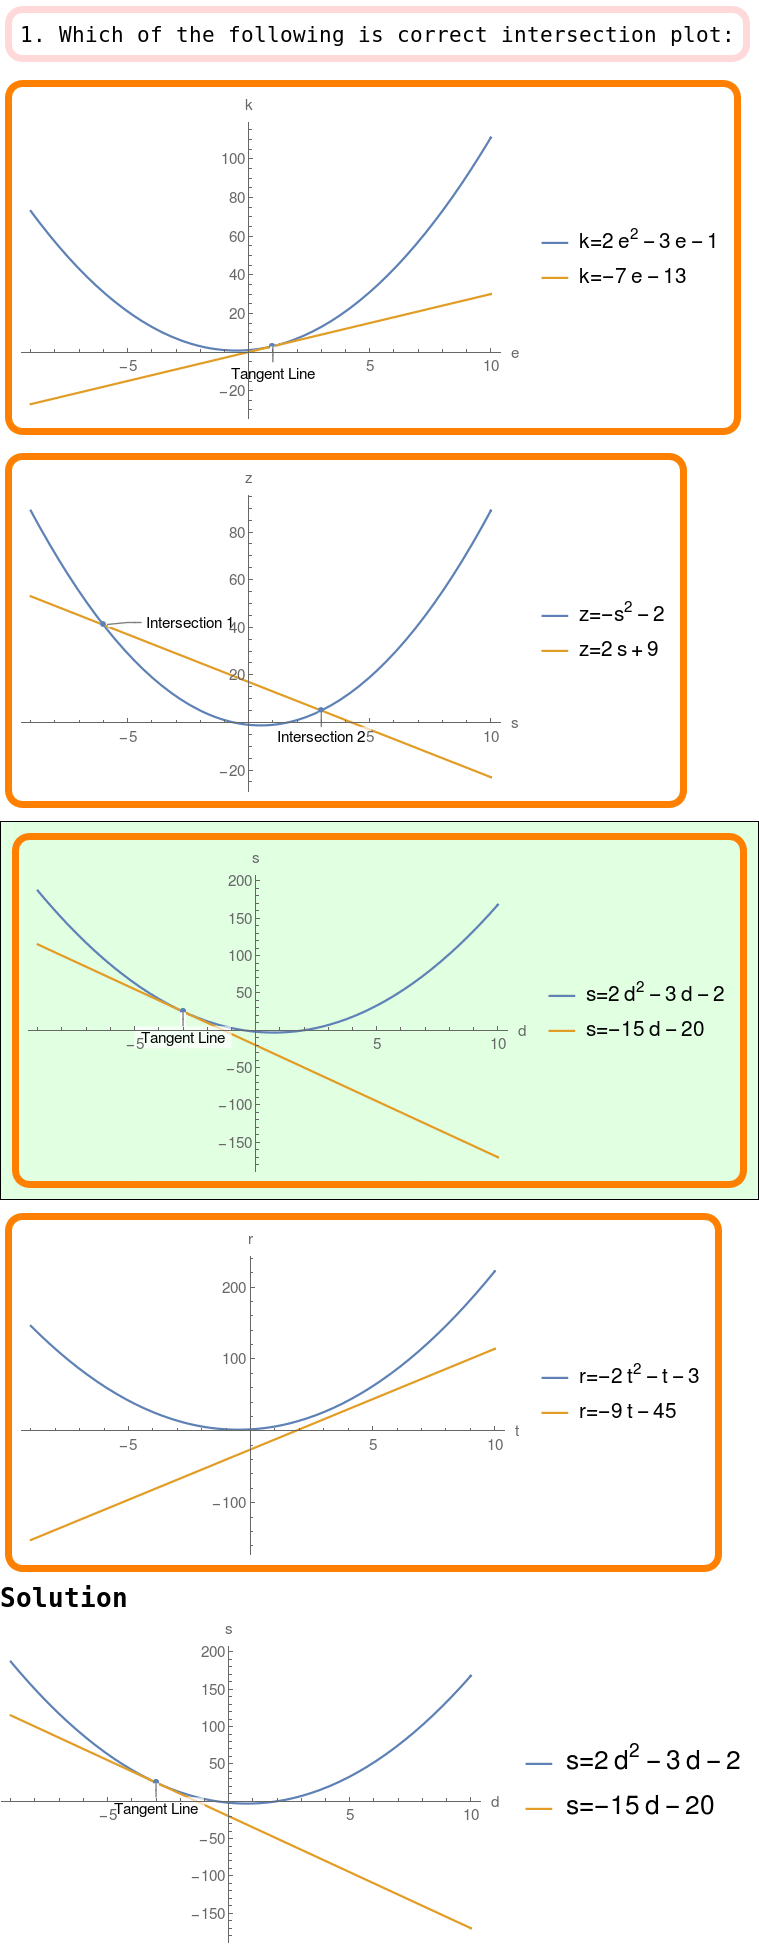 1. Which of the following is correct intersection plot:
k
100
80
60
40
20
−5
5
10
e
Tangent Line
−20
k=2 e² − 3 e − 1
k=−7 e − 13
z
80
60
Intersection 1
40
20
−5
5
10
s
Intersection 2
−20
z=−s² − 2
z=2 s + 9
s
200
150
100
50
−5
5
10
d
Tangent Line
−50
−100
−150
s=2 d² − 3 d − 2
s=−15 d − 20
r
200
100
−5
5
10
t
−100
r=−2 t² − t − 3
r=−9 t − 45
Solution
s
200
150
100
50
−5
5
10
d
Tangent Line
−50
−100
−150
s=2 d² − 3 d − 2
s=−15 d − 20